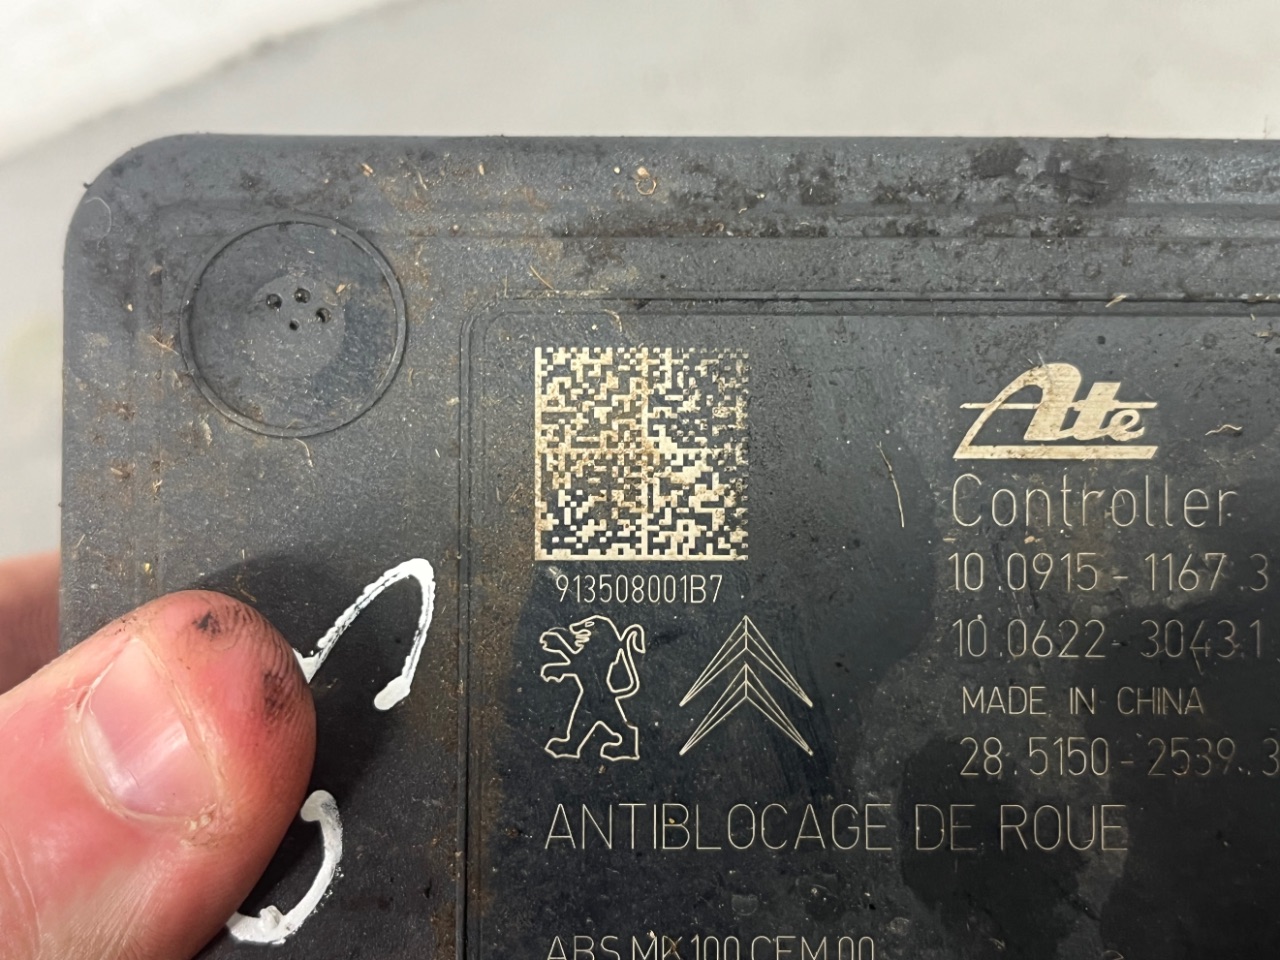 Ate
Controller
10.0915-1167.3
10.0622-3043.1
MADE IN CHINA
28.5150-2539.3
913508001B7
ANTIBLOCAGE DE ROUE
ABS.MK100.CEM.00